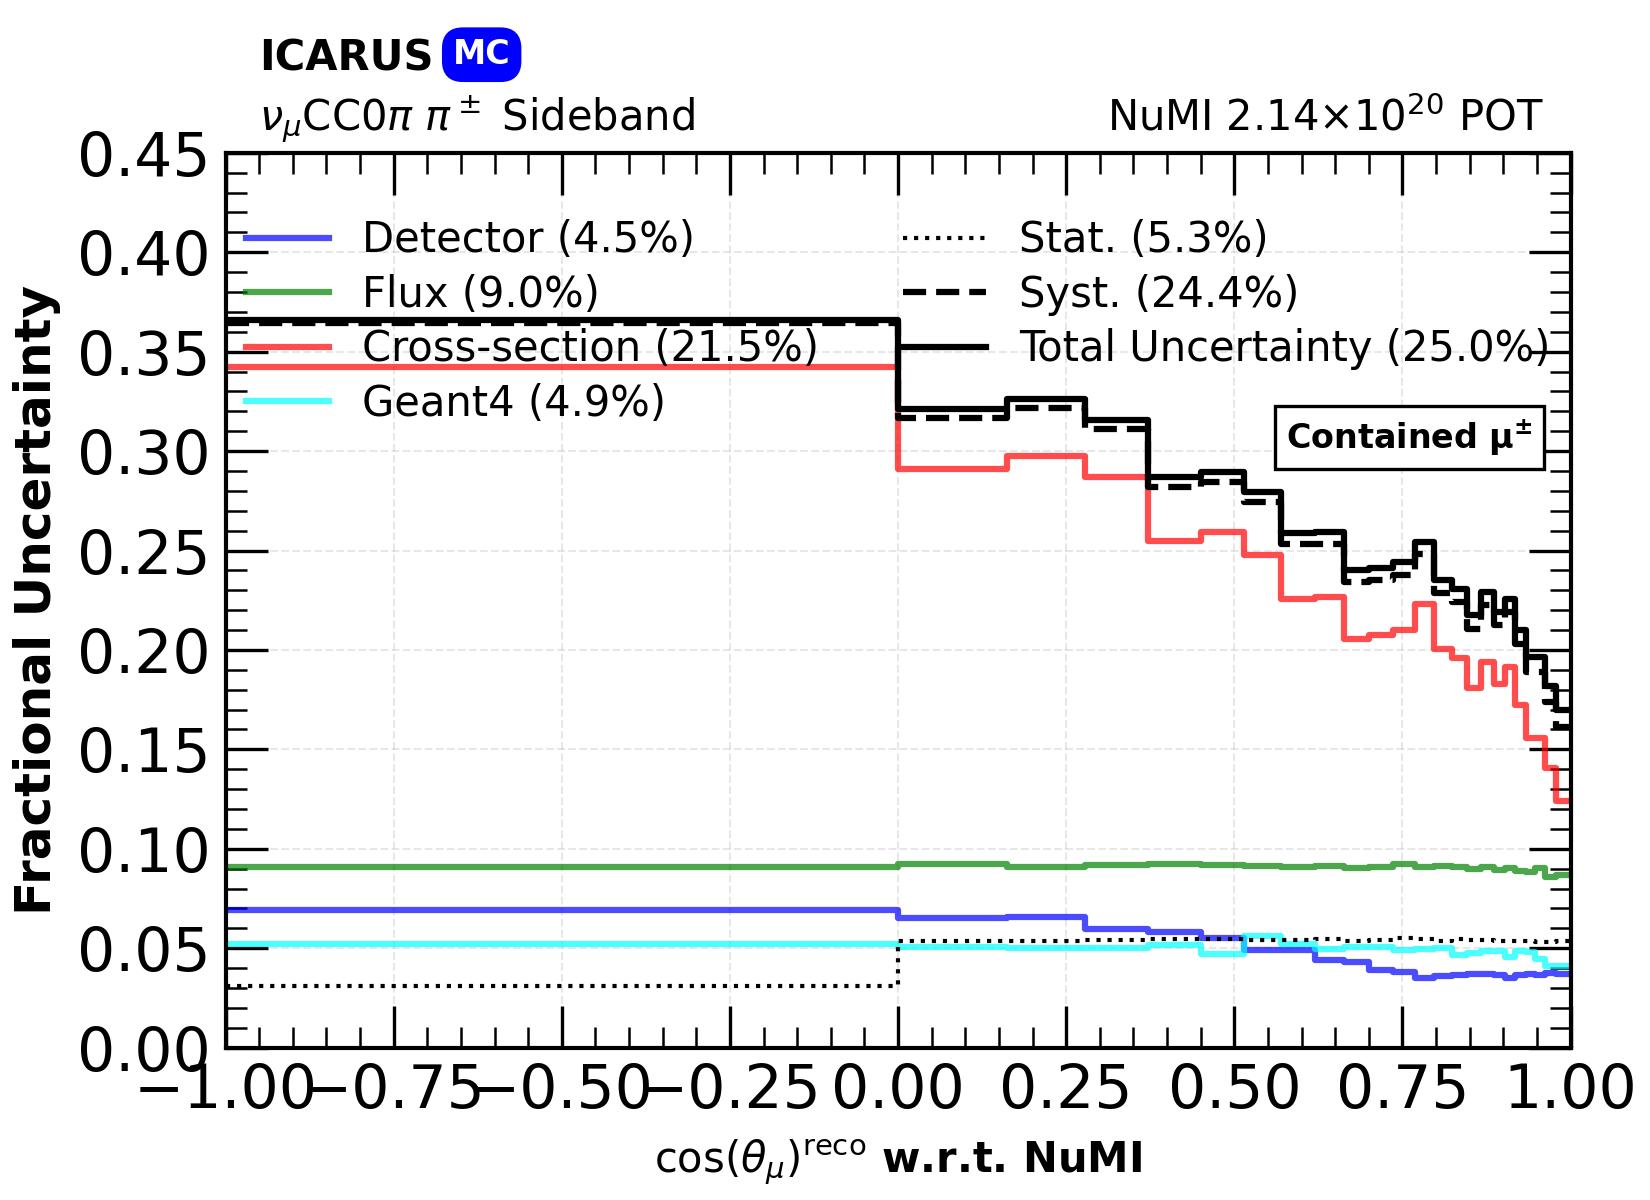 ICARUS MC
νμCC0π π± Sideband
NuMI 2.14×10²⁰ POT
Fractional Uncertainty
0.45
0.40
0.35
0.30
0.25
0.20
0.15
0.10
0.05
0.00
Detector (4.5%)
Flux (9.0%)
Cross-section (21.5%)
Geant4 (4.9%)
Stat. (5.3%)
Syst. (24.4%)
Total Uncertainty (25.0%)
Contained μ±
−1.00 −0.75 −0.50 −0.25 0.00 0.25 0.50 0.75 1.00
cos(θμ)reco w.r.t. NuMI